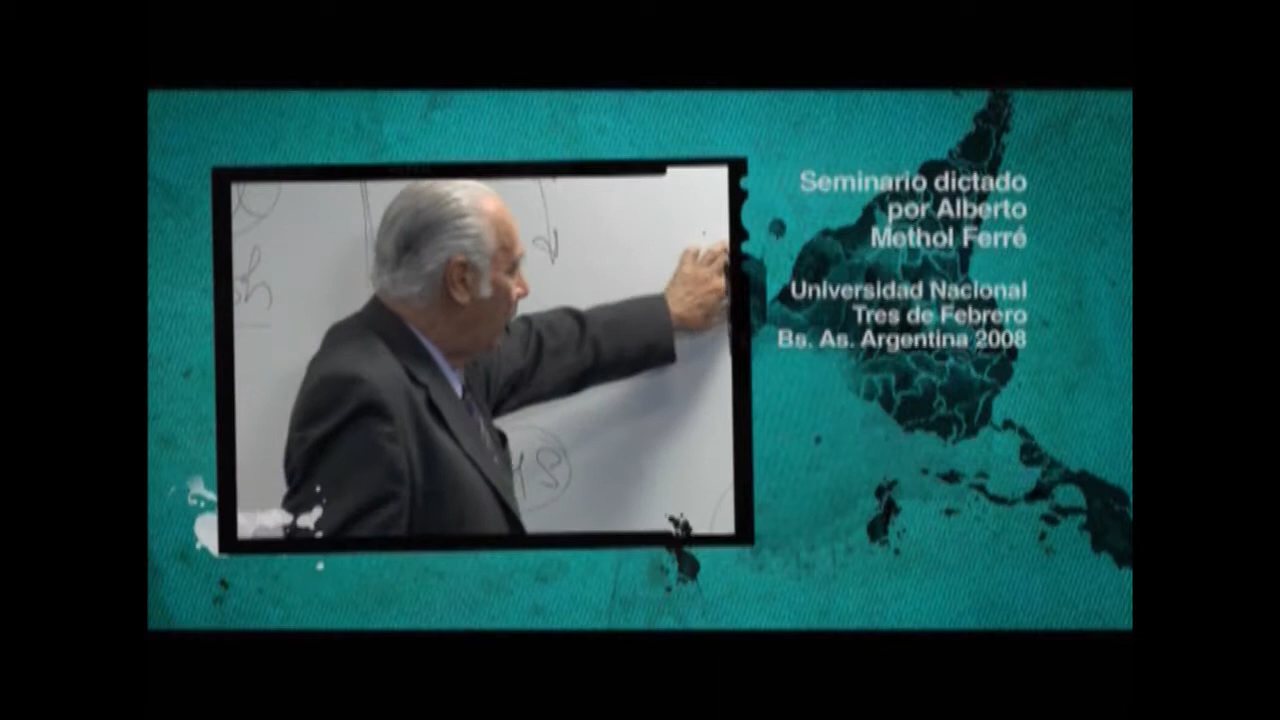 Seminario dictado
por Alberto
Methol Ferré
Universidad Nacional
Tres de Febrero
Bs. As. Argentina 2008